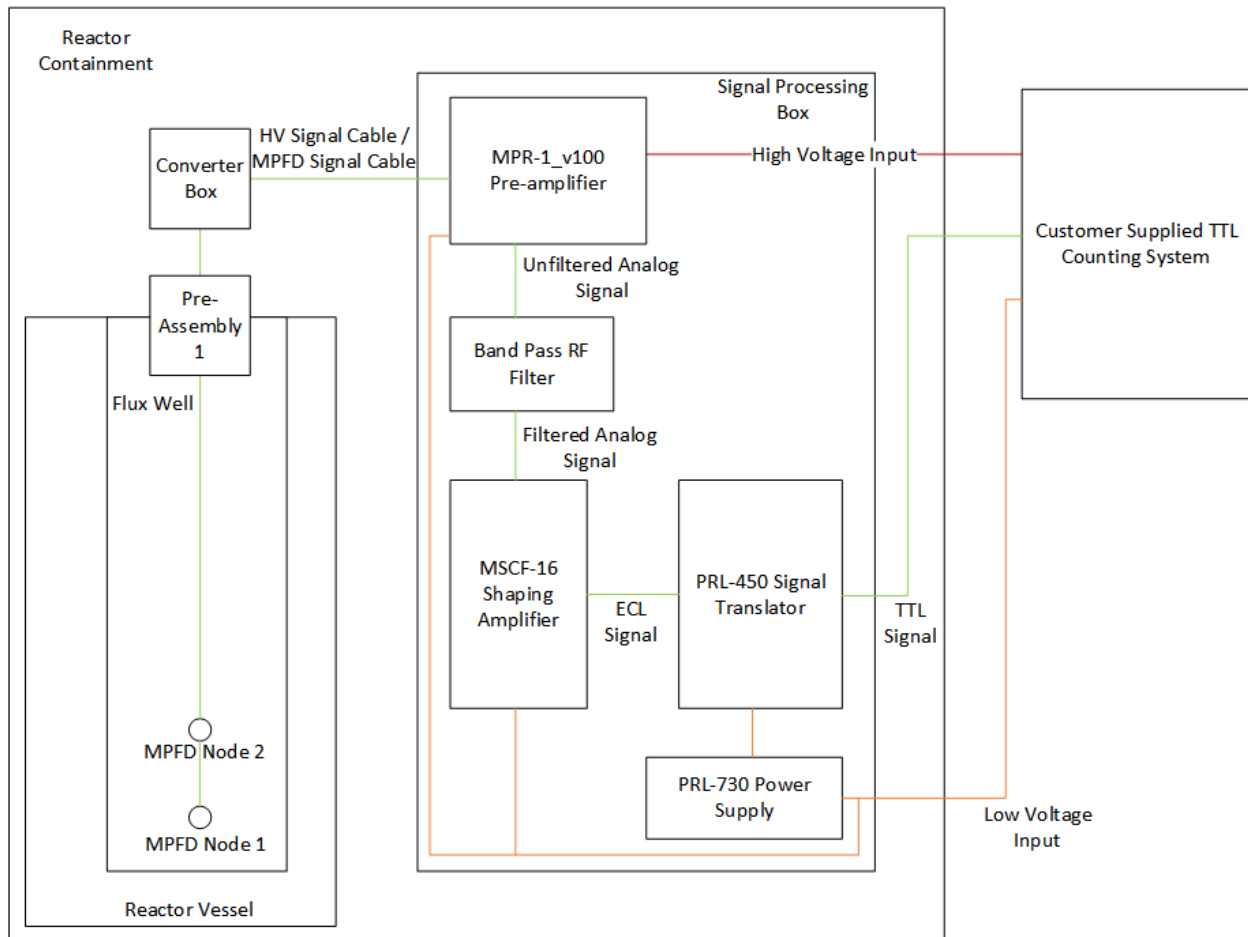 Reactor
Containment
Signal Processing
Box
HV Signal Cable /
MPFD Signal Cable
Converter
Box
MPR-1_v100
Pre-amplifier
High Voltage Input
Customer Supplied TTL
Counting System
Unfiltered Analog
Signal
Pre-
Assembly
1
Band Pass RF
Filter
Flux Well
Filtered Analog
Signal
MSCF-16
Shaping
Amplifier
ECL
Signal
PRL-450 Signal
Translator
TTL
Signal
MPFD Node 2
PRL-730 Power
Supply
Low Voltage
Input
MPFD Node 1
Reactor Vessel